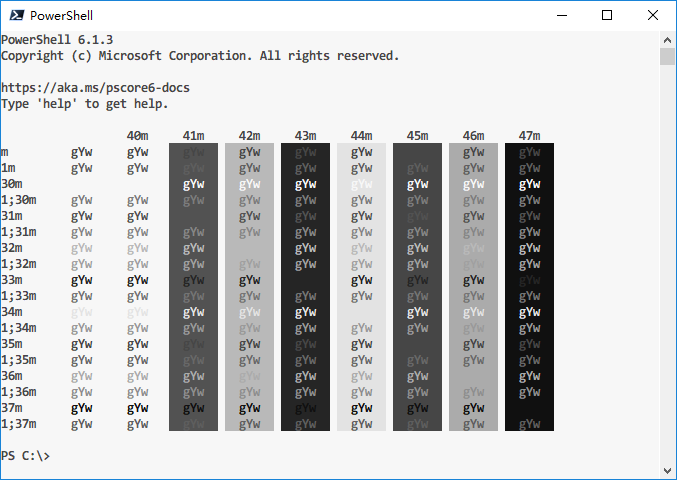 PowerShell
PowerShell 6.1.3
Copyright (c) Microsoft Corporation. All rights reserved.
https://aka.ms/pscore6-docs
Type 'help' to get help.
40m 41m 42m 43m 44m 45m 46m 47m
m gYw gYw gYw gYw gYw gYw gYw gYw
1m gYw gYw gYw gYw gYw gYw gYw gYw gYw
30m gYw gYw gYw gYw gYw gYw gYw
1;30m gYw gYw gYw gYw gYw gYw gYw gYw gYw
31m gYw gYw gYw gYw gYw gYw gYw gYw
1;31m gYw gYw gYw gYw gYw gYw gYw gYw gYw
32m gYw gYw gYw gYw gYw gYw gYw gYw
1;32m gYw gYw gYw gYw gYw gYw gYw gYw gYw
33m gYw gYw gYw gYw gYw gYw gYw gYw
1;33m gYw gYw gYw gYw gYw gYw gYw gYw gYw
34m gYw gYw gYw gYw gYw gYw gYw gYw
1;34m gYw gYw gYw gYw gYw gYw gYw gYw gYw
35m gYw gYw gYw gYw gYw gYw gYw gYw
1;35m gYw gYw gYw gYw gYw gYw gYw gYw gYw
36m gYw gYw gYw gYw gYw gYw gYw gYw
1;36m gYw gYw gYw gYw gYw gYw gYw gYw gYw
37m gYw gYw gYw gYw gYw gYw gYw gYw
1;37m gYw gYw gYw gYw gYw gYw gYw gYw gYw
PS C:\>